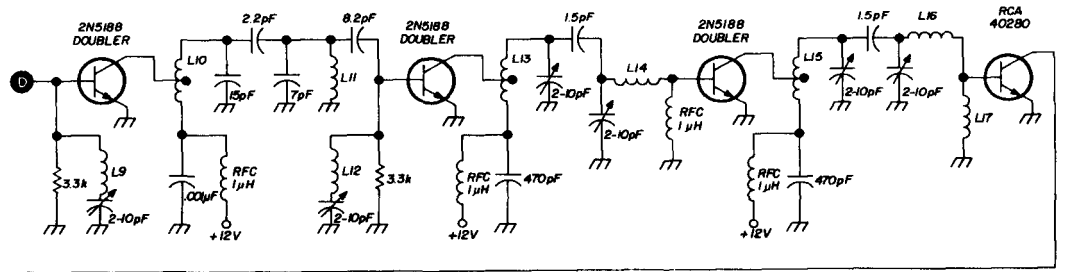 D
2N5188
DOUBLER
3.3k
L9
2-10pF
L10
15pF
.001µF
RFC
1µH
+12V
2.2pF
7pF
8.2pF
L11
L12
2-10pF
3.3k
2N5188
DOUBLER
L13
RFC
1µH
+12V
470pF
1.5pF
2-10pF
2-10pF
L14
RFC
1µH
2N5188
DOUBLER
L15
RFC
1µH
+12V
470pF
1.5pF
2-10pF
2-10pF
L16
L17
RCA
40280